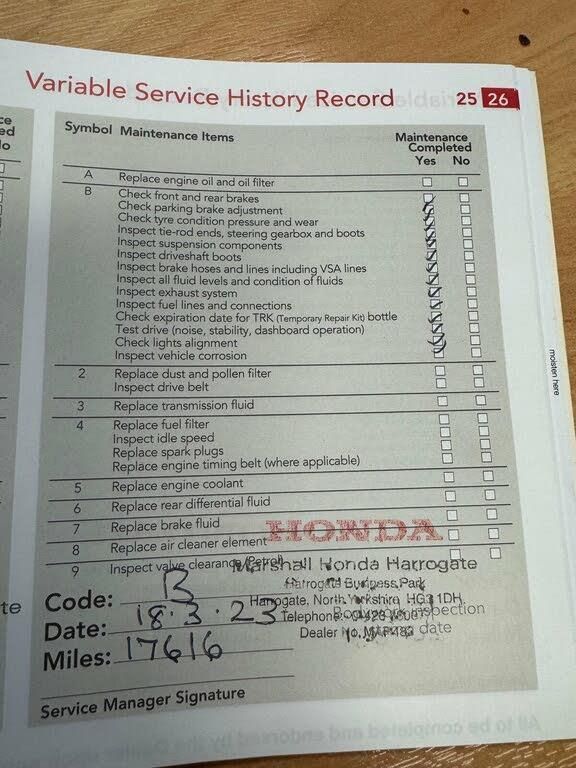 Variable Service History Record 25 26
Symbol Maintenance Items Maintenance Completed
Yes No
A Replace engine oil and oil filter
B Check front and rear brakes
Check parking brake adjustment
Check tyre condition pressure and wear
Inspect tie-rod ends, steering gearbox and boots
Inspect suspension components
Inspect driveshaft boots
Inspect brake hoses and lines including VSA lines
Inspect all fluid levels and condition of fluids
Inspect exhaust system
Inspect fuel lines and connections
Check expiration date for TRK (Temporary Repair Kit) bottle
Test drive (noise, stability, dashboard operation)
Check lights alignment
Inspect vehicle corrosion
2 Replace dust and pollen filter
Inspect drive belt
3 Replace transmission fluid
4 Replace fuel filter
Inspect idle speed
Replace spark plugs
Replace engine timing belt (where applicable)
5 Replace engine coolant
6 Replace rear differential fluid
7 Replace brake fluid
HONDA
8 Replace air cleaner element
9 Inspect valve clearance (Petrol)
Marshall Honda Harrogate
Harrogate Business Park
Harrogate, North Yorkshire HG3 1DH
Telephone:
Dealer No.
Bodywork inspection
date
Code: B
Date: 18.3.23
Miles: 17616
Service Manager Signature
moisten here